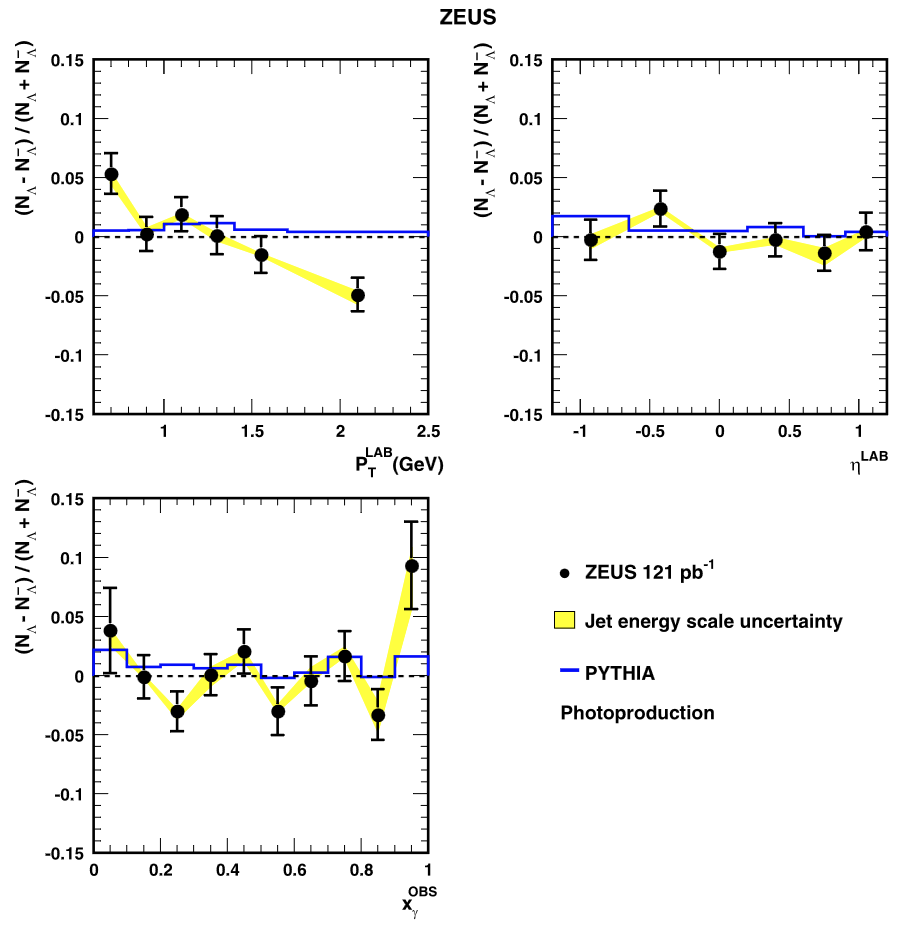 ZEUS
(N_Λ - N_Λ̄) / (N_Λ + N_Λ̄)
0.15
0.1
0.05
0
-0.05
-0.1
-0.15
1 1.5 2 2.5
P_T^LAB (GeV)
(N_Λ - N_Λ̄) / (N_Λ + N_Λ̄)
0.15
0.1
0.05
0
-0.05
-0.1
-0.15
-1 -0.5 0 0.5 1
η^LAB
(N_Λ - N_Λ̄) / (N_Λ + N_Λ̄)
0.15
0.1
0.05
0
-0.05
-0.1
-0.15
0 0.2 0.4 0.6 0.8 1
x_γ^OBS
ZEUS 121 pb^-1
Jet energy scale uncertainty
PYTHIA
Photoproduction